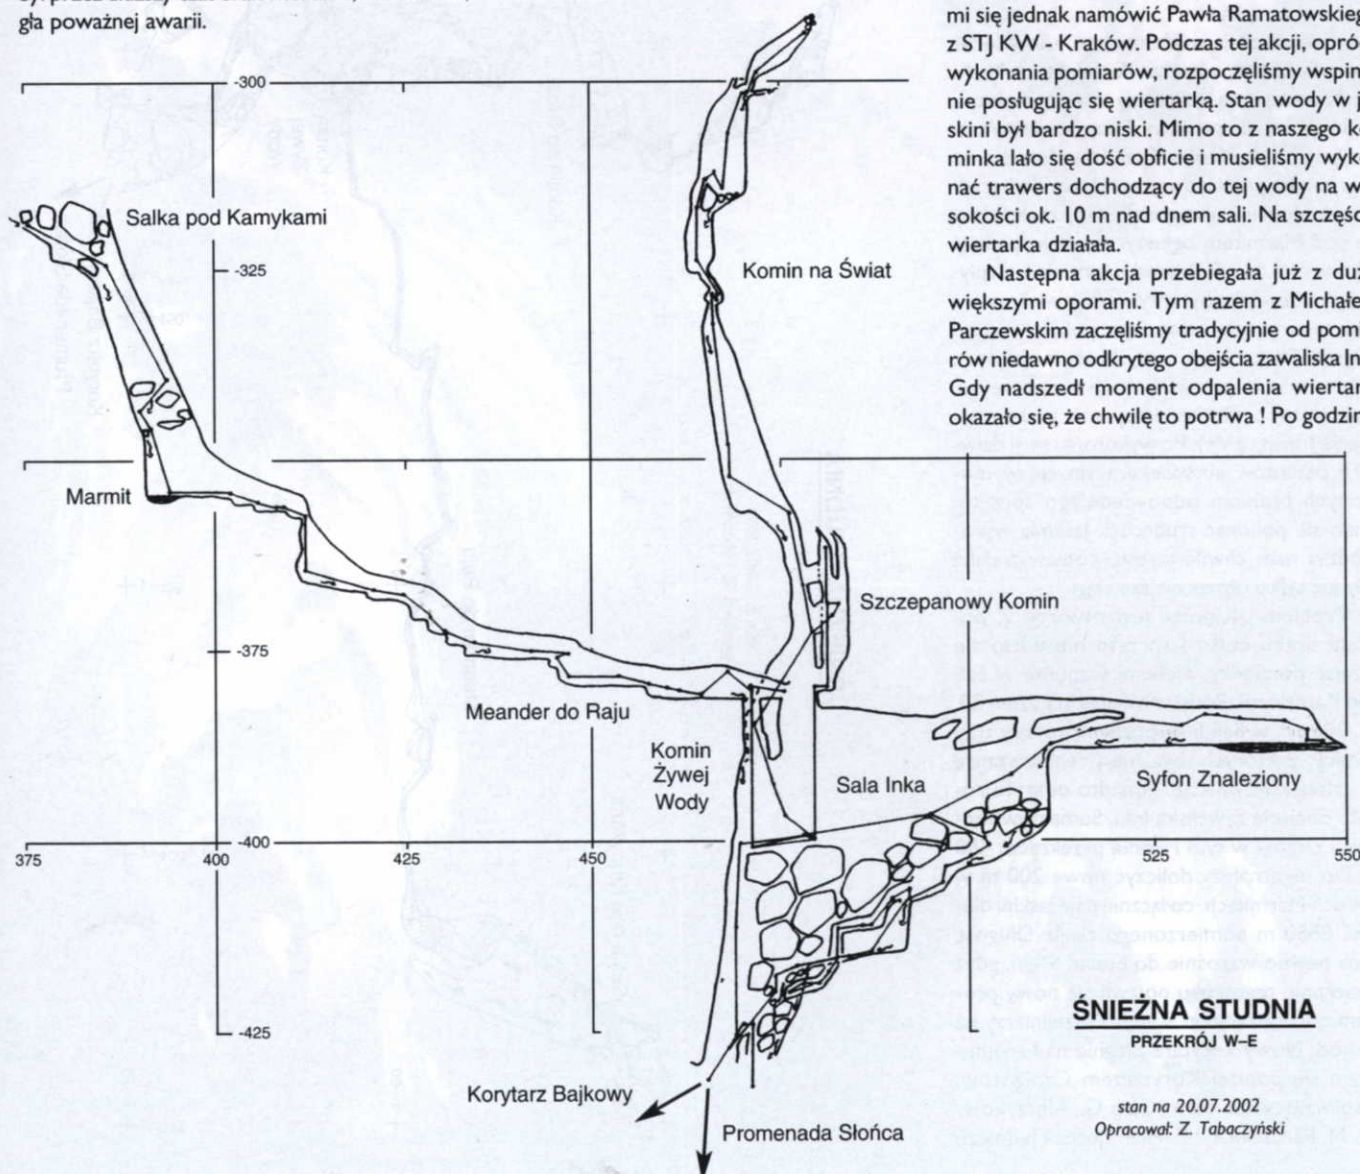 gła poważnej awarii.
mi się jednak namówić Pawła Ramatowskieg
z STJ KW - Kraków. Podczas tej akcji, opró
wykonania pomiarów, rozpoczęliśmy wspin
nie posługując się wiertarką. Stan wody w j
skini był bardzo niski. Mimo to z naszego k
minka lało się dość obficie i musieliśmy wyk
nać trawers dochodzący do tej wody na w
sokości ok. 10 m nad dnem sali. Na szczęśc
wiertarka działała.
Następna akcja przebiegała już z du
większymi oporami. Tym razem z Michałe
Parczewskim zaczęliśmy tradycyjnie od pom
rów niedawno odkrytego obejścia zawaliska In
Gdy nadszedł moment odpalenia wiertar
okazało się, że chwilę to potrwa ! Po godzin
-300
Salka pod Kamykami
-325
Komin na Świat
Marmit
Szczepanowy Komin
-375
Meander do Raju
Komin
Żywej
Wody
Sala Inka
Syfon Znaleziony
375
400
-400
425
450
525
550
-425
Korytarz Bajkowy
Promenada Słońca
ŚNIEŻNA STUDNIA
PRZEKRÓJ W–E
stan na 20.07.2002
Opracował: Z. Tabaczyński